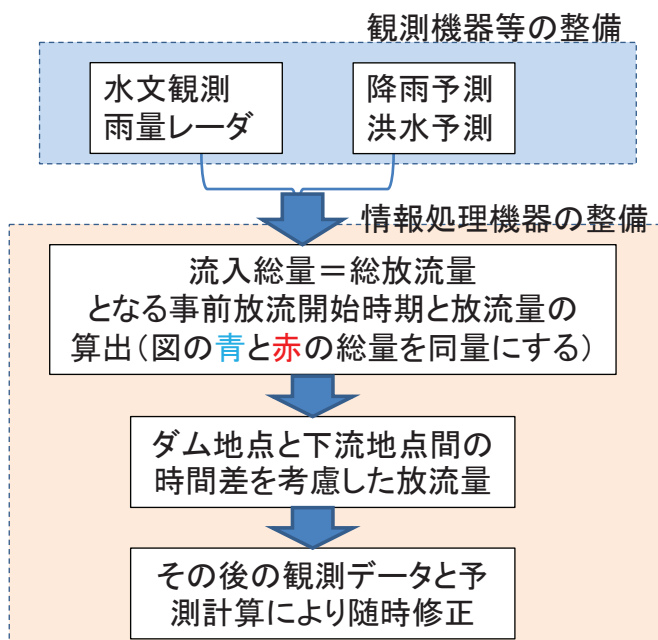 観測機器等の整備
水文観測
雨量レーダ
降雨予測
洪水予測
情報処理機器の整備
流入総量＝総放流量
となる事前放流開始時期と放流量の
算出（図の青と赤の総量を同量にする）
ダム地点と下流地点間の
時間差を考慮した放流量
その後の観測データと予
測計算により随時修正